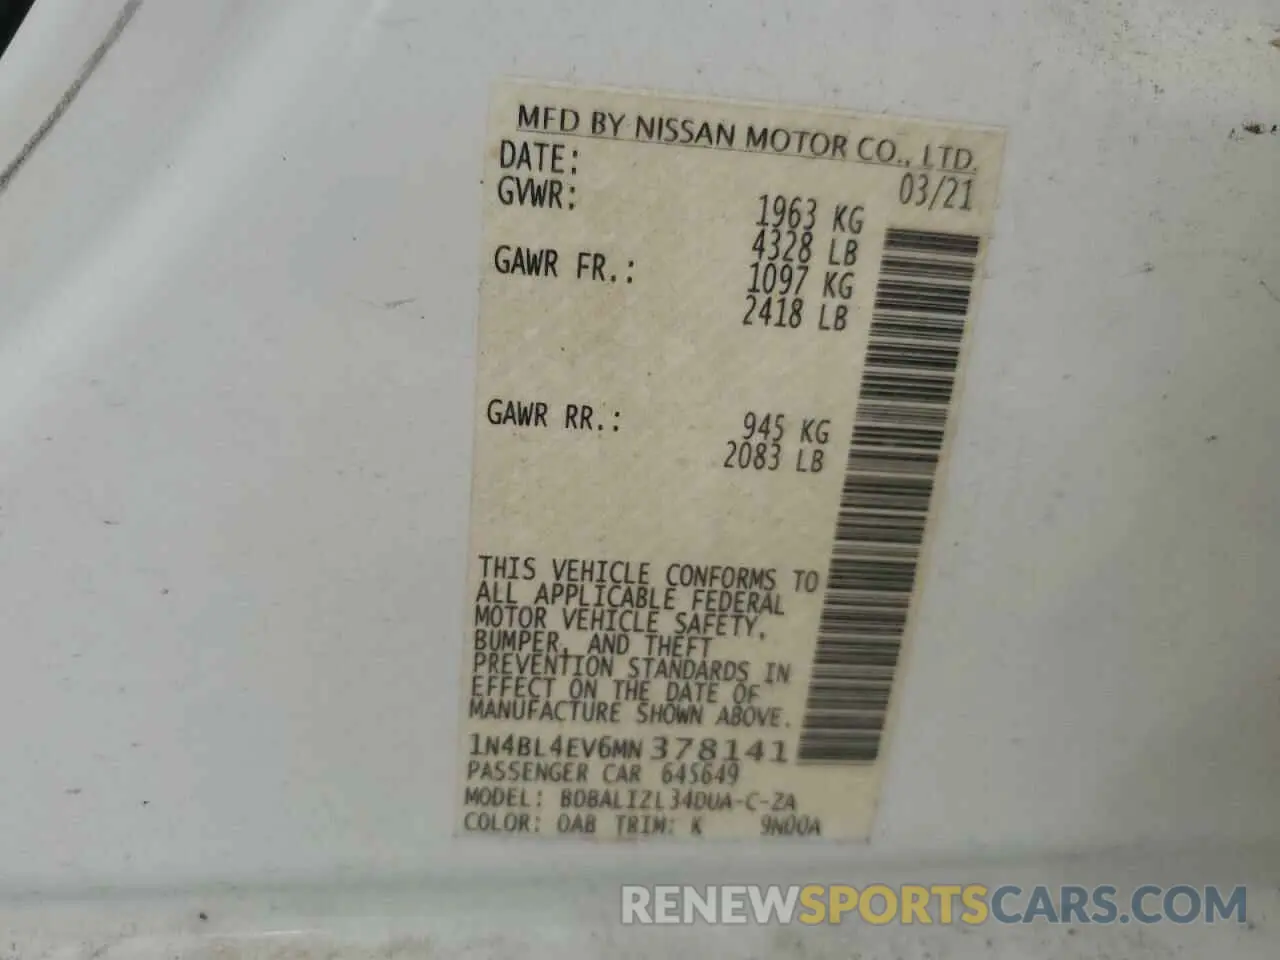 MFD BY NISSAN MOTOR CO., LTD.
DATE: 03/21
GVWR: 1963 KG
4328 LB
GAWR FR.: 1097 KG
2418 LB
GAWR RR.: 945 KG
2083 LB
THIS VEHICLE CONFORMS TO
ALL APPLICABLE FEDERAL
MOTOR VEHICLE SAFETY,
BUMPER, AND THEFT
PREVENTION STANDARDS IN
EFFECT ON THE DATE OF
MANUFACTURE SHOWN ABOVE.
1N4BL4EV6MN378141
PASSENGER CAR 645649
MODEL: BDBALIZL34DUA-C-ZA
COLOR: QAB TRIM: K 9N00A
RENEWSPORTSCARS.COM